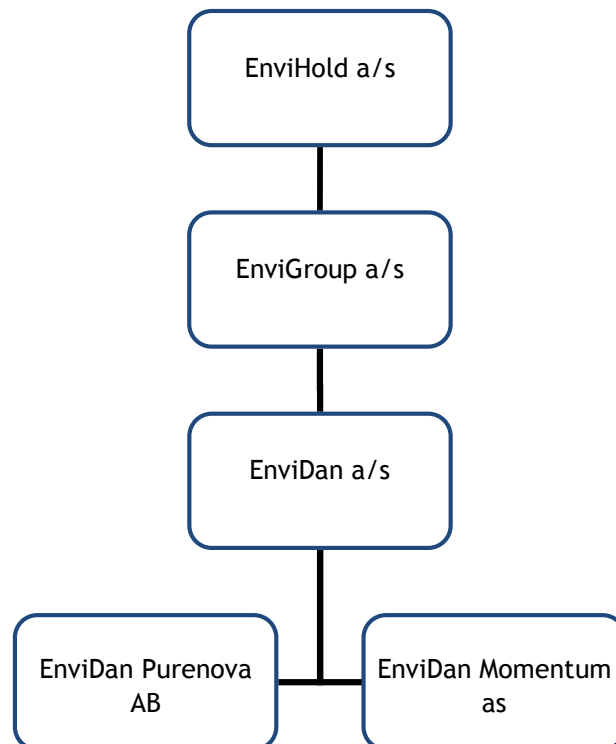 EnviHold a/s
EnviGroup a/s
EnviDan a/s
EnviDan Purenova
AB
EnviDan Momentum
as